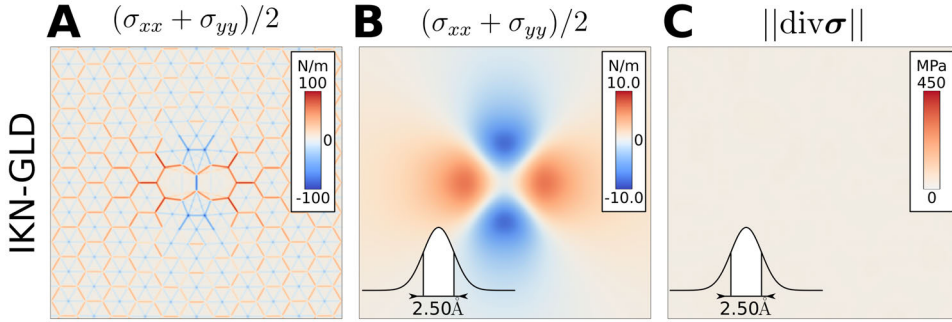 A (σxx + σyy)/2
B (σxx + σyy)/2
C ||divσ||
IKN-GLD
N/m
100
0
-100
N/m
10.0
0
-10.0
2.50Å
MPa
450
0
2.50Å